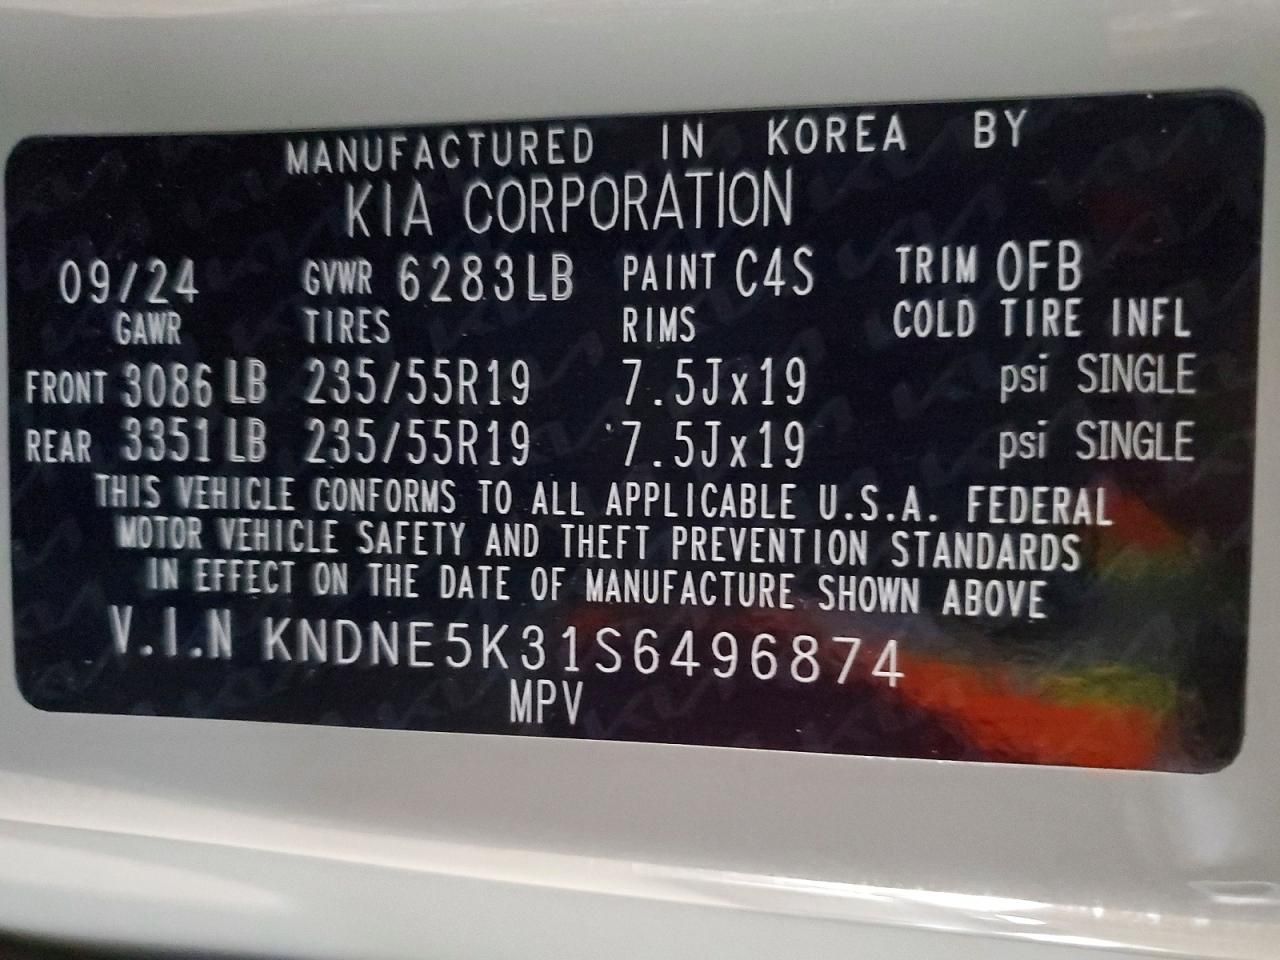 MANUFACTURED IN KOREA BY
KIA CORPORATION
09/24 GVWR 6283LB PAINT C4S TRIM OFB
GAWR TIRES RIMS COLD TIRE INFL
FRONT 3086 LB 235/55R19 7.5Jx19 psi SINGLE
REAR 3351 LB 235/55R19 7.5Jx19 psi SINGLE
THIS VEHICLE CONFORMS TO ALL APPLICABLE U.S.A. FEDERAL
MOTOR VEHICLE SAFETY AND THEFT PREVENTION STANDARDS
IN EFFECT ON THE DATE OF MANUFACTURE SHOWN ABOVE
V.I.N KNDNE5K31S6496874
MPV